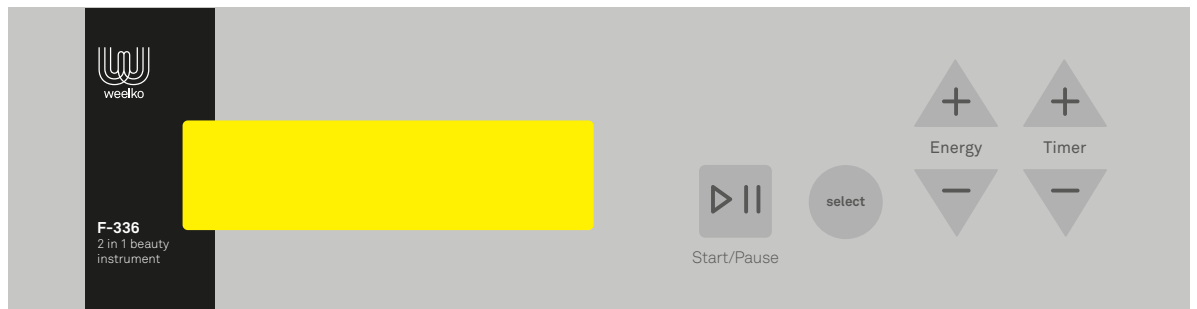 weelko
F-336
2 in 1 beauty
instrument
Start/Pause
select
Energy
Timer